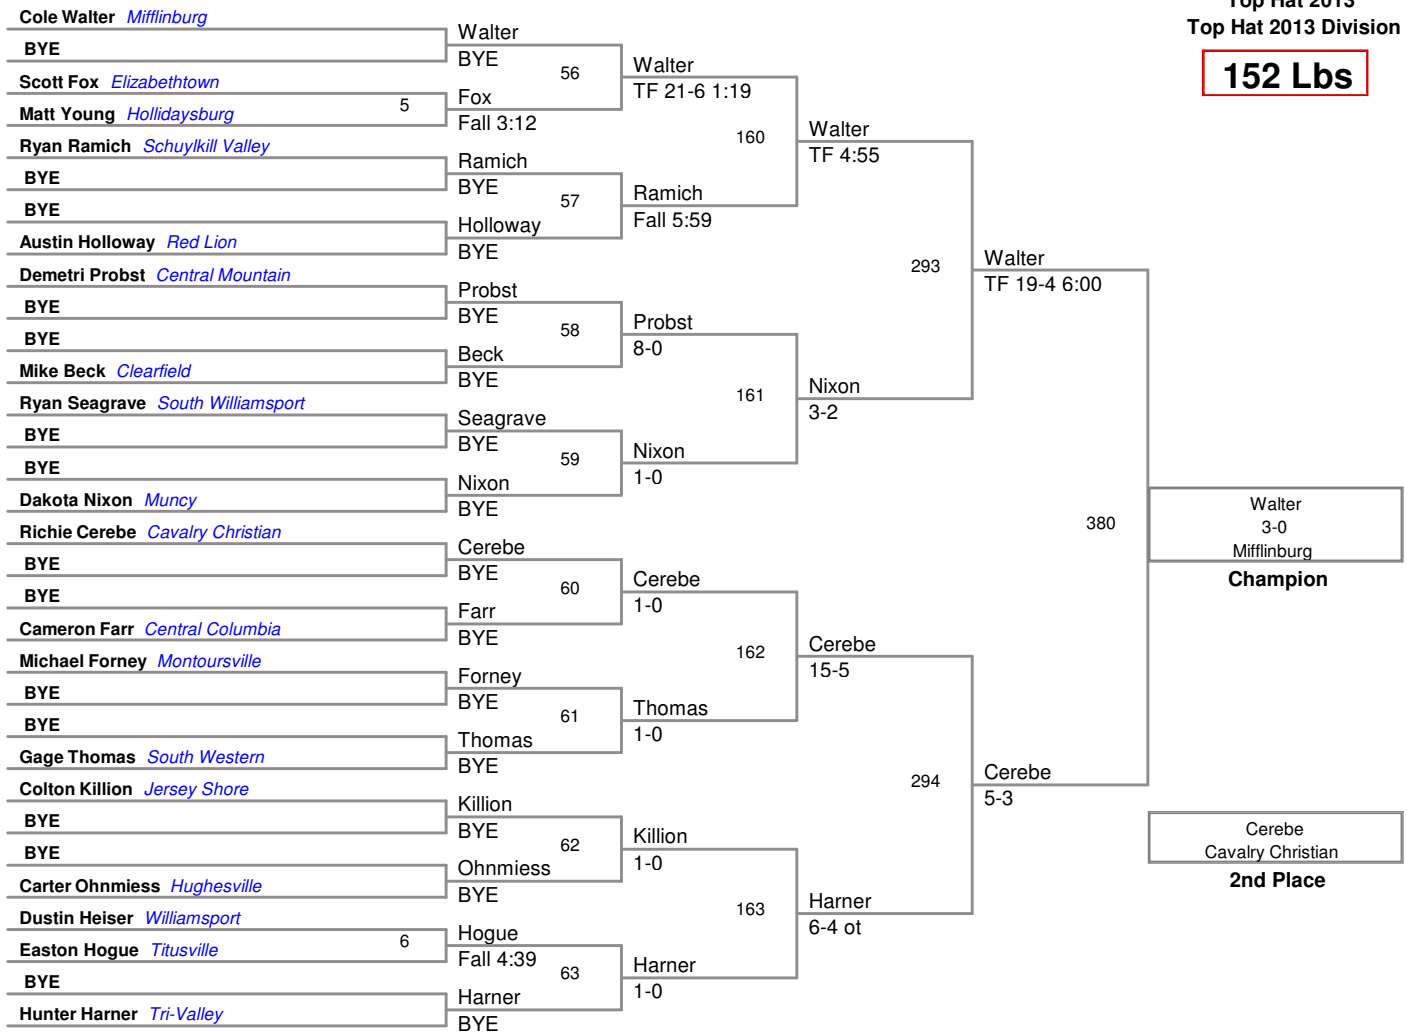 Top Hat 2013
Top Hat 2013 Division
152 Lbs
Cole Walter Mifflinburg
BYE
Scott Fox Elizabethtown
5
Matt Young Hollidaysburg
Ryan Ramich Schuylkill Valley
BYE
BYE
Austin Holloway Red Lion
Demetri Probst Central Mountain
BYE
BYE
Mike Beck Clearfield
Ryan Seagrave South Williamsport
BYE
BYE
Dakota Nixon Muncy
Richie Cerebe Cavalry Christian
BYE
BYE
Cameron Farr Central Columbia
Michael Forney Montoursville
BYE
BYE
Gage Thomas South Western
Colton Killion Jersey Shore
BYE
BYE
Carter Ohnmiess Hughesville
Dustin Heiser Williamsport
6
Easton Hogue Titusville
BYE
Hunter Harner Tri-Valley
Walter
BYE
56
Fox
Fall 3:12
Ramich
BYE
57
Holloway
BYE
Probst
BYE
58
Beck
BYE
Seagrave
BYE
59
Nixon
BYE
Cerebe
BYE
60
Farr
BYE
Forney
BYE
61
Thomas
BYE
Killion
BYE
62
Ohnmiess
BYE
Hogue
Fall 4:39
63
Harner
BYE
Walter
TF 21-6 1:19
160
Ramich
Fall 5:59
Probst
8-0
161
Nixon
1-0
Cerebe
1-0
162
Thomas
1-0
Killion
1-0
163
Harner
1-0
Walter
TF 4:55
293
Nixon
3-2
Cerebe
15-5
294
Harner
6-4 ot
Walter
TF 19-4 6:00
380
Cerebe
5-3
Walter
3-0
Mifflinburg
Champion
Cerebe
Cavalry Christian
2nd Place